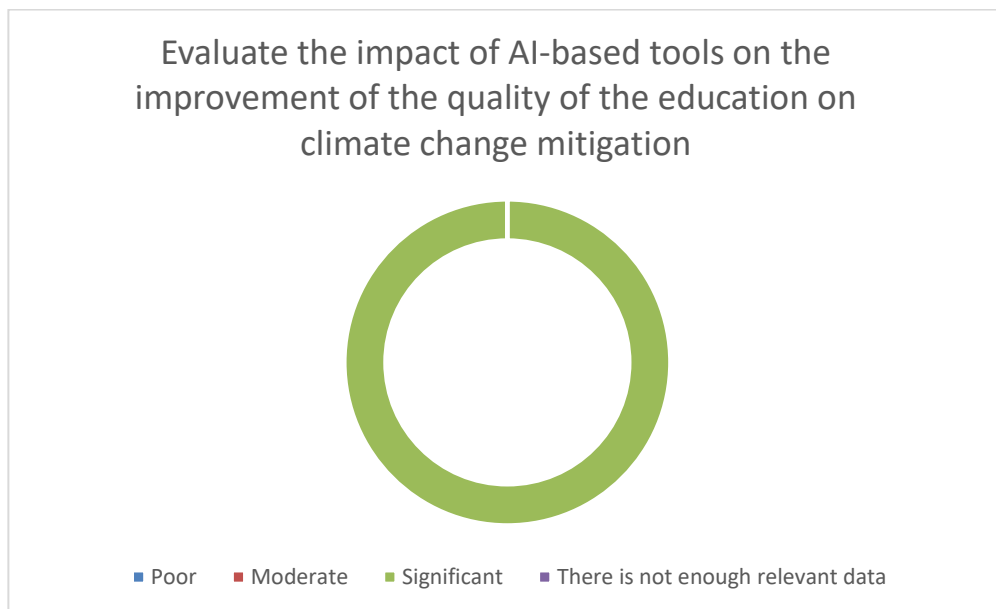 Evaluate the impact of AI-based tools on the
improvement of the quality of the education on
climate change mitigation
Poor Moderate Significant There is not enough relevant data